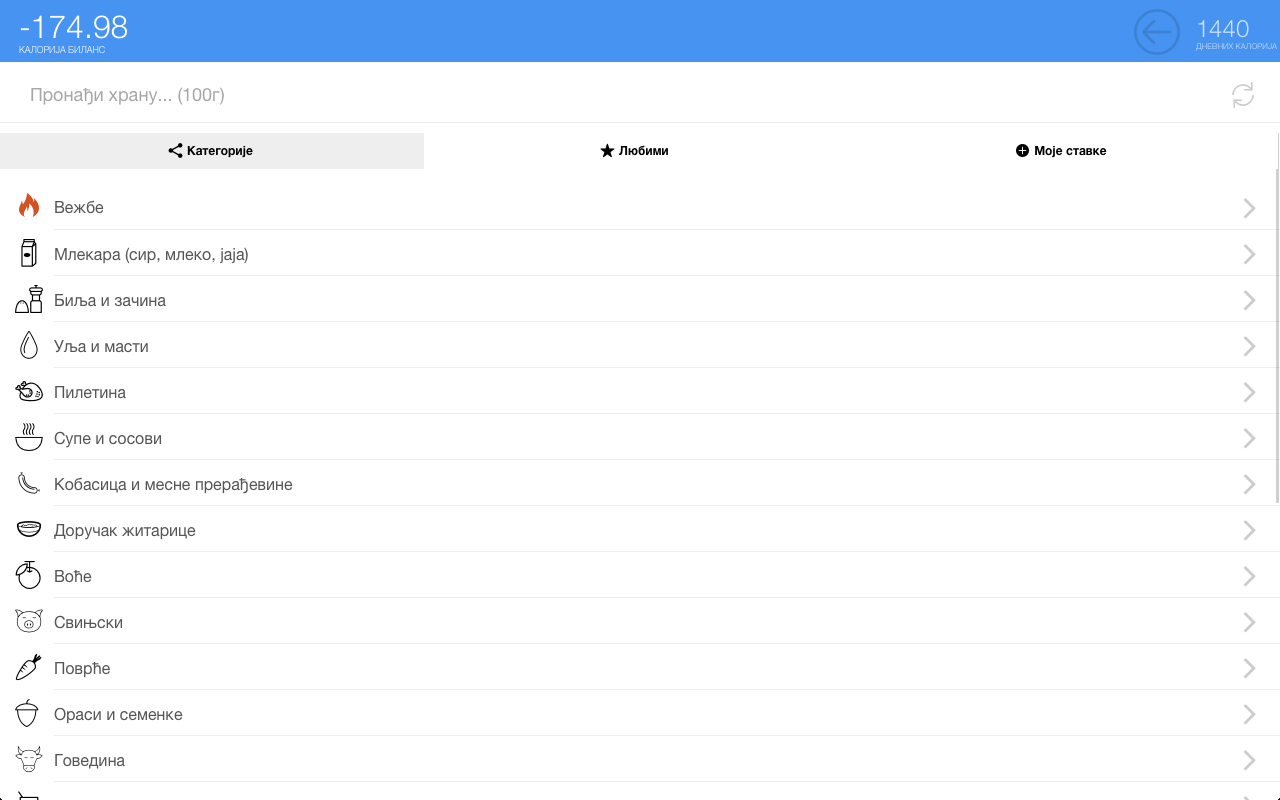 -174.98
КАЛОРИЈА БИЛАНС
1440
ДНЕВНИХ КАЛОРИЈА
Пронађи храну... (100г)
Категорије
Љубими
Моје ставке
Вежбе
Млекара (сир, млеко, јаја)
Биља и зачина
Уља и масти
Пилетина
Супе и сосови
Кобасица и месне прерађевине
Доручак житарице
Воће
Свињски
Поврће
Ораси и семенке
Говедина